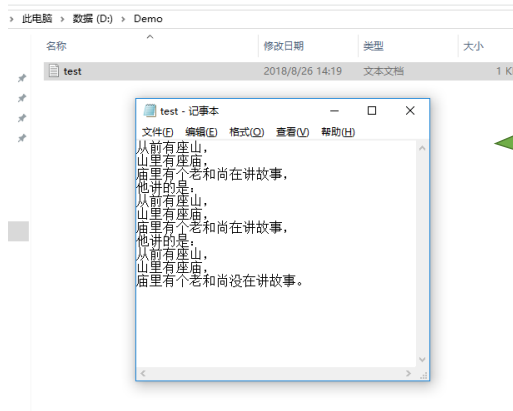 › 此电脑 › 数据 (D:) › Demo
名称 修改日期 类型 大小
test 2018/8/26 14:19 文本文档 1 K
test - 记事本
文件(F) 编辑(E) 格式(O) 查看(V) 帮助(H)
从前有座山，
山里有座庙，
庙里有个老和尚在讲故事，
他讲的是：
从前有座山，
山里有座庙，
庙里有个老和尚在讲故事，
他讲的是：
从前有座山，
山里有座庙，
庙里有个老和尚没在讲故事。